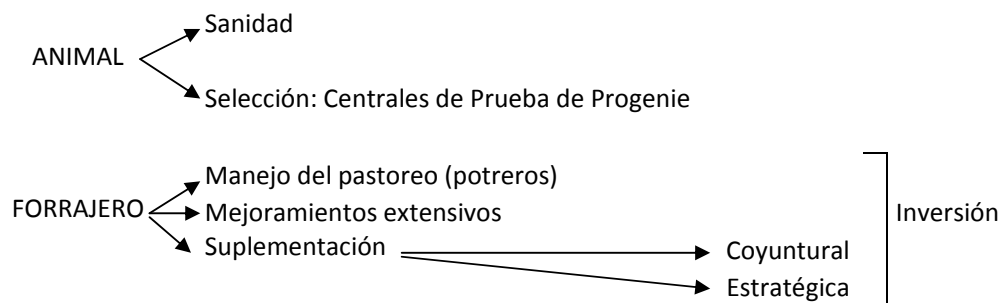 Sanidad
ANIMAL
Selección: Centrales de Prueba de Progenie
Manejo del pastoreo (potreros)
FORRAJERO
Mejoramientos extensivos
Inversión
Suplementación
Coyuntural
Estratégica